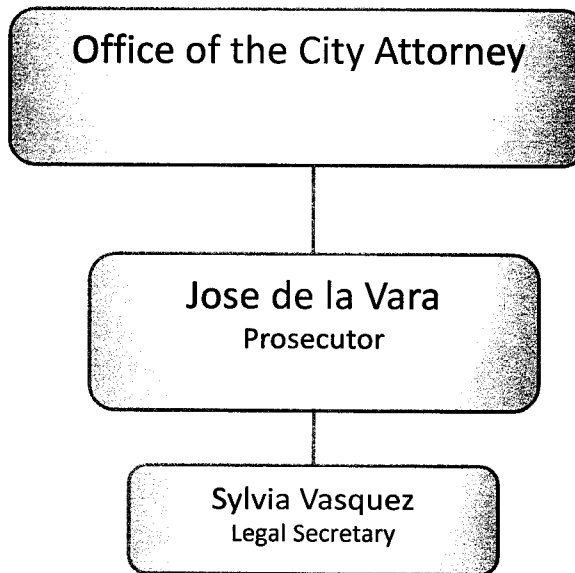 Office of the City Attorney
Jose de la Vara
Prosecutor
Sylvia Vasquez
Legal Secretary